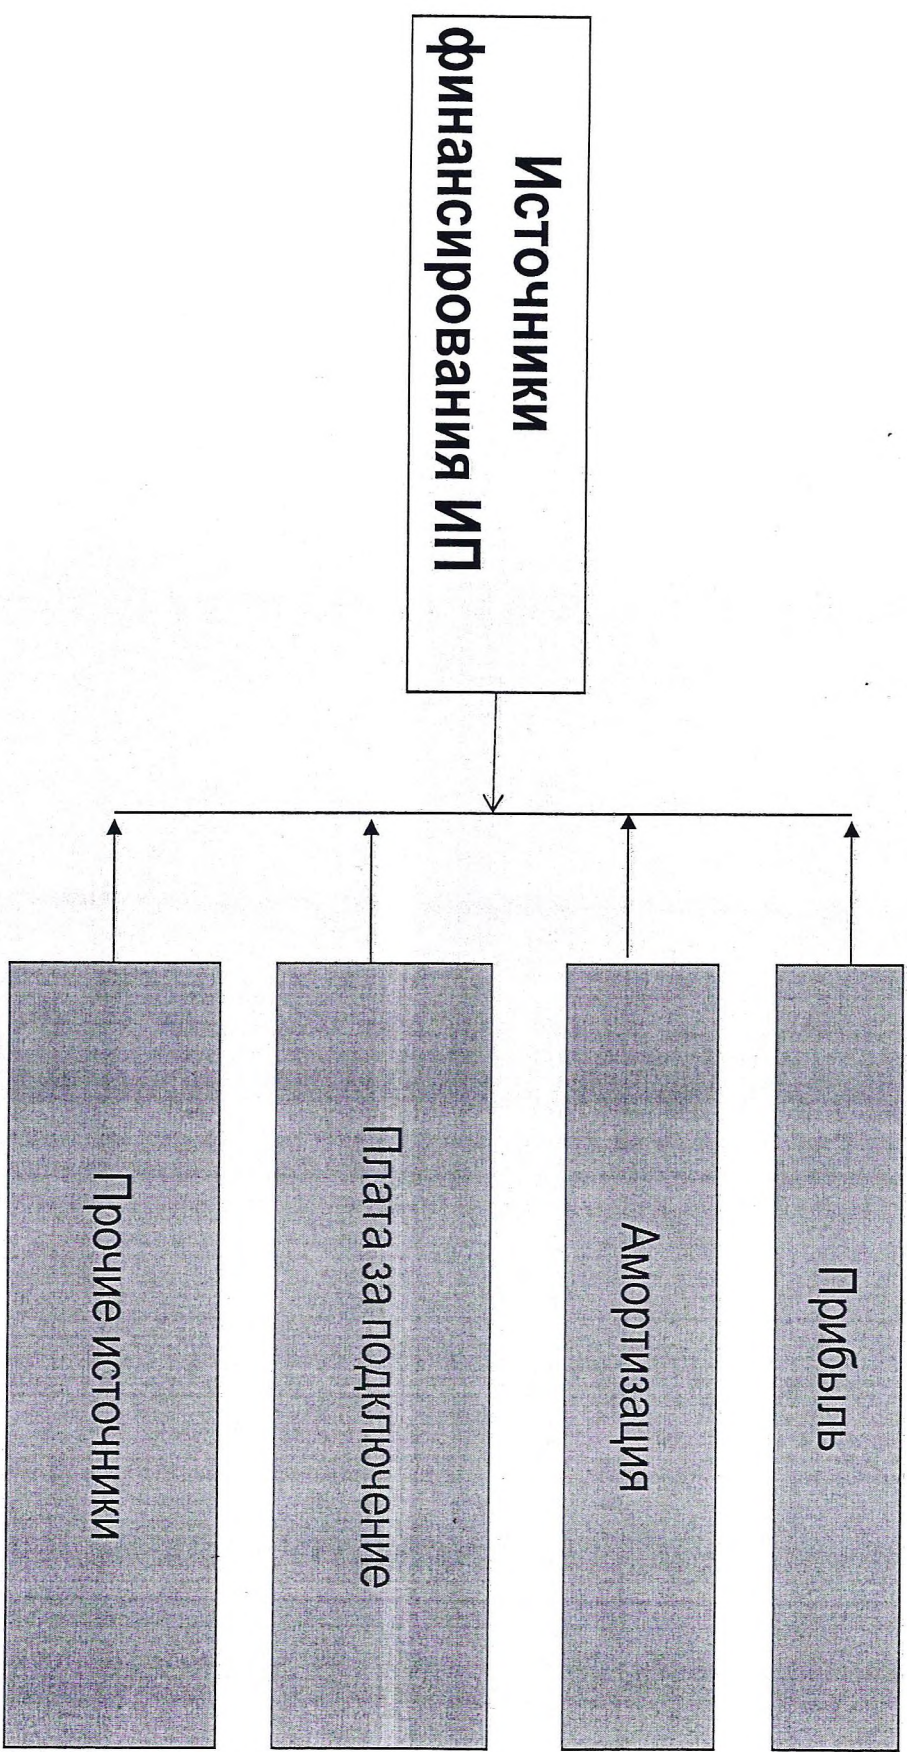 Источники
финансирования ИП
Прибыль
Амортизация
Плата за подключение
Прочие источники